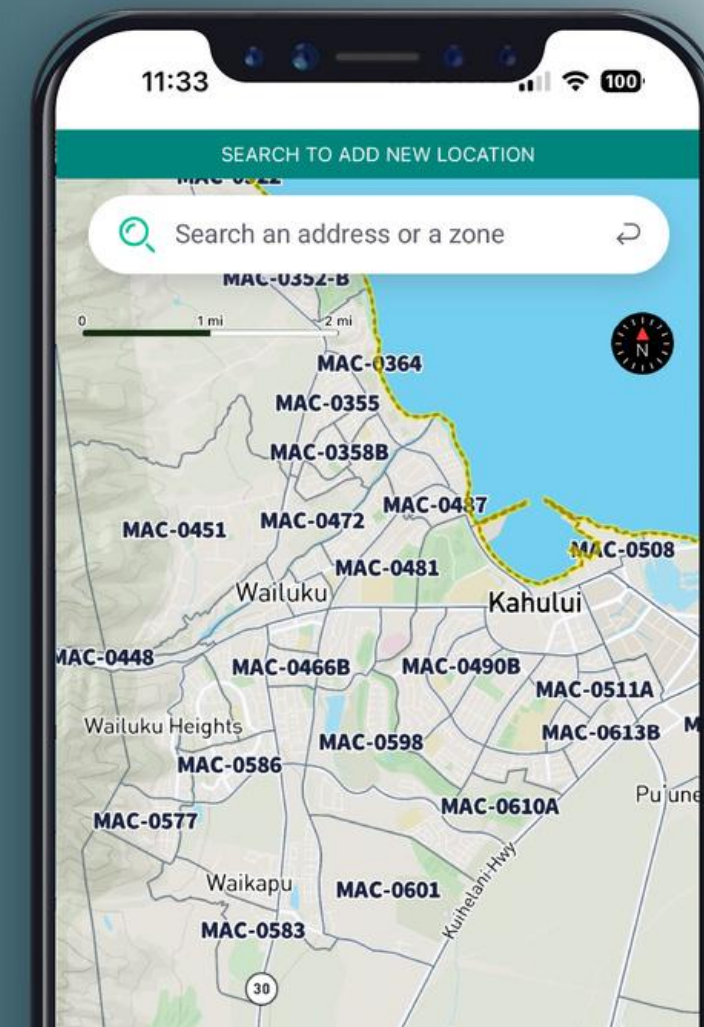 11:33
100
SEARCH TO ADD NEW LOCATION
Search an address or a zone
MAC-0352-B
0 1 mi 2 mi
N
MAC-0364
MAC-0355
MAC-0358B
MAC-0487
MAC-0472
MAC-0451
MAC-0508
MAC-0481
Wailuku
Kahului
MAC-0448
MAC-0466B
MAC-0490B
MAC-0511A
Wailuku Heights
MAC-0613B
M
MAC-0598
MAC-0586
Pu'une
MAC-0610A
MAC-0577
Kuihelani Hwy
Waikapu
MAC-0601
MAC-0583
30